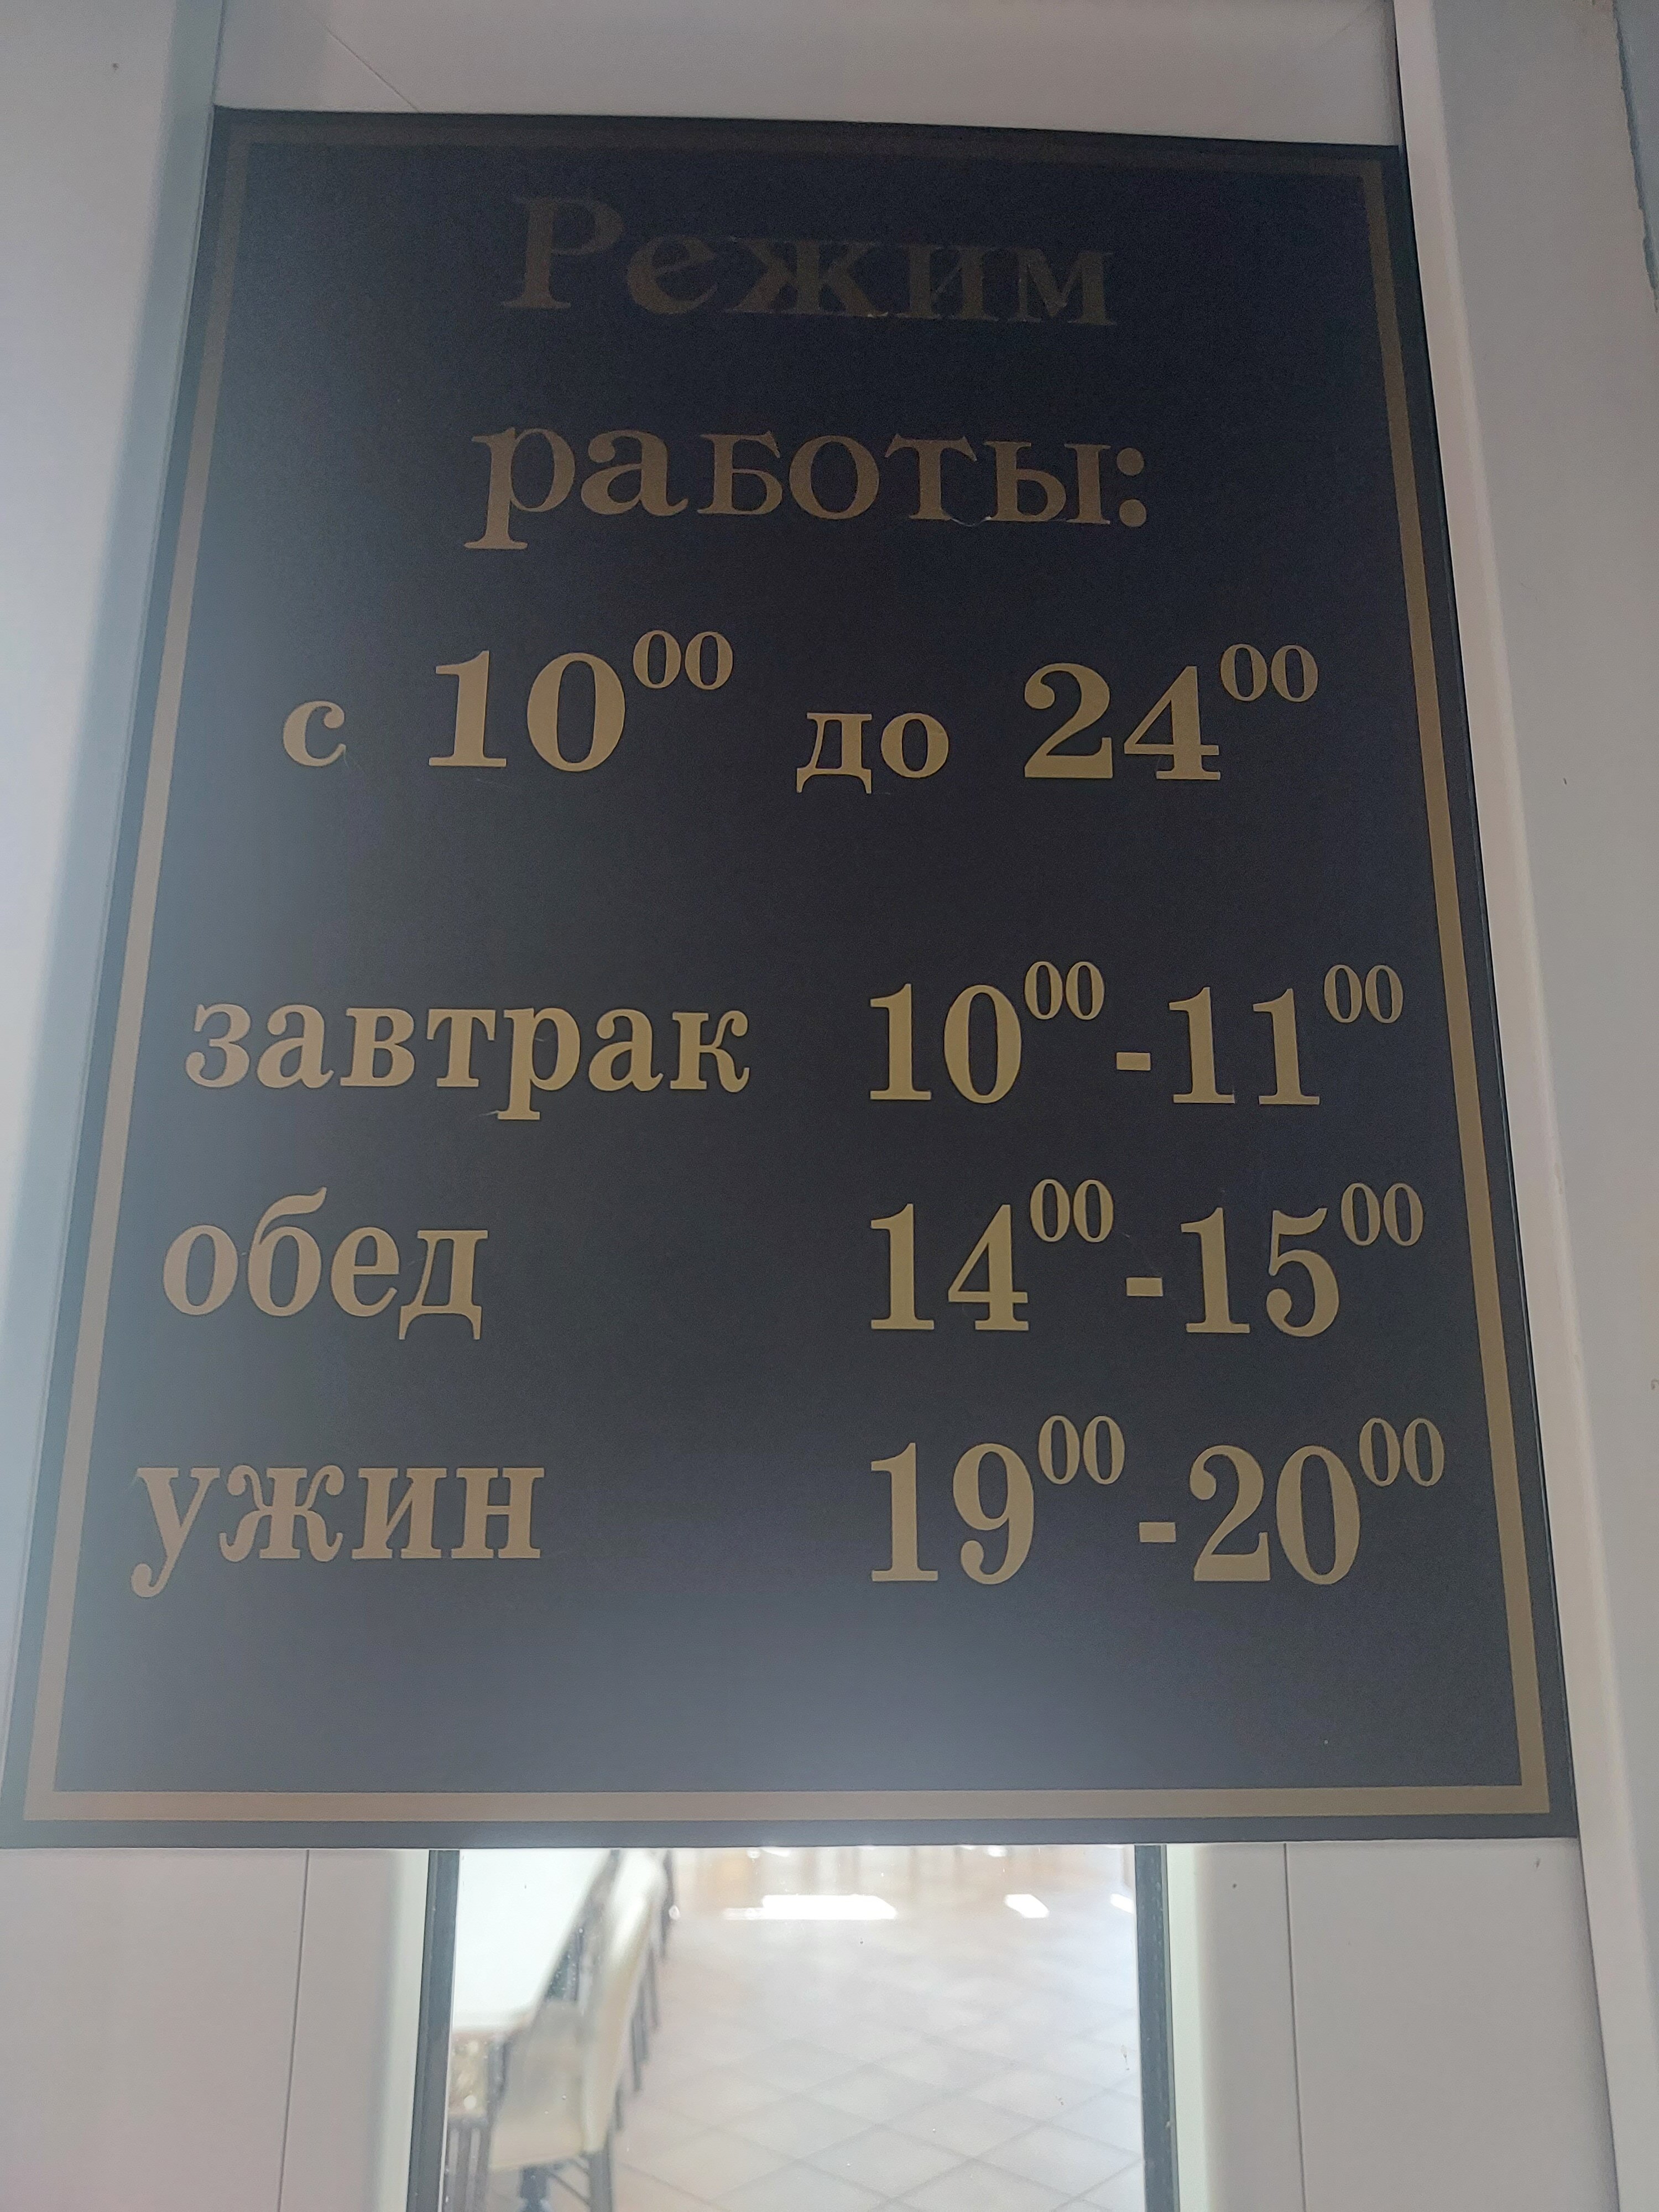 Режим
работы:
с 10⁰⁰ до 24⁰⁰
завтрак 10⁰⁰-11⁰⁰
обед 14⁰⁰-15⁰⁰
ужин 19⁰⁰-20⁰⁰